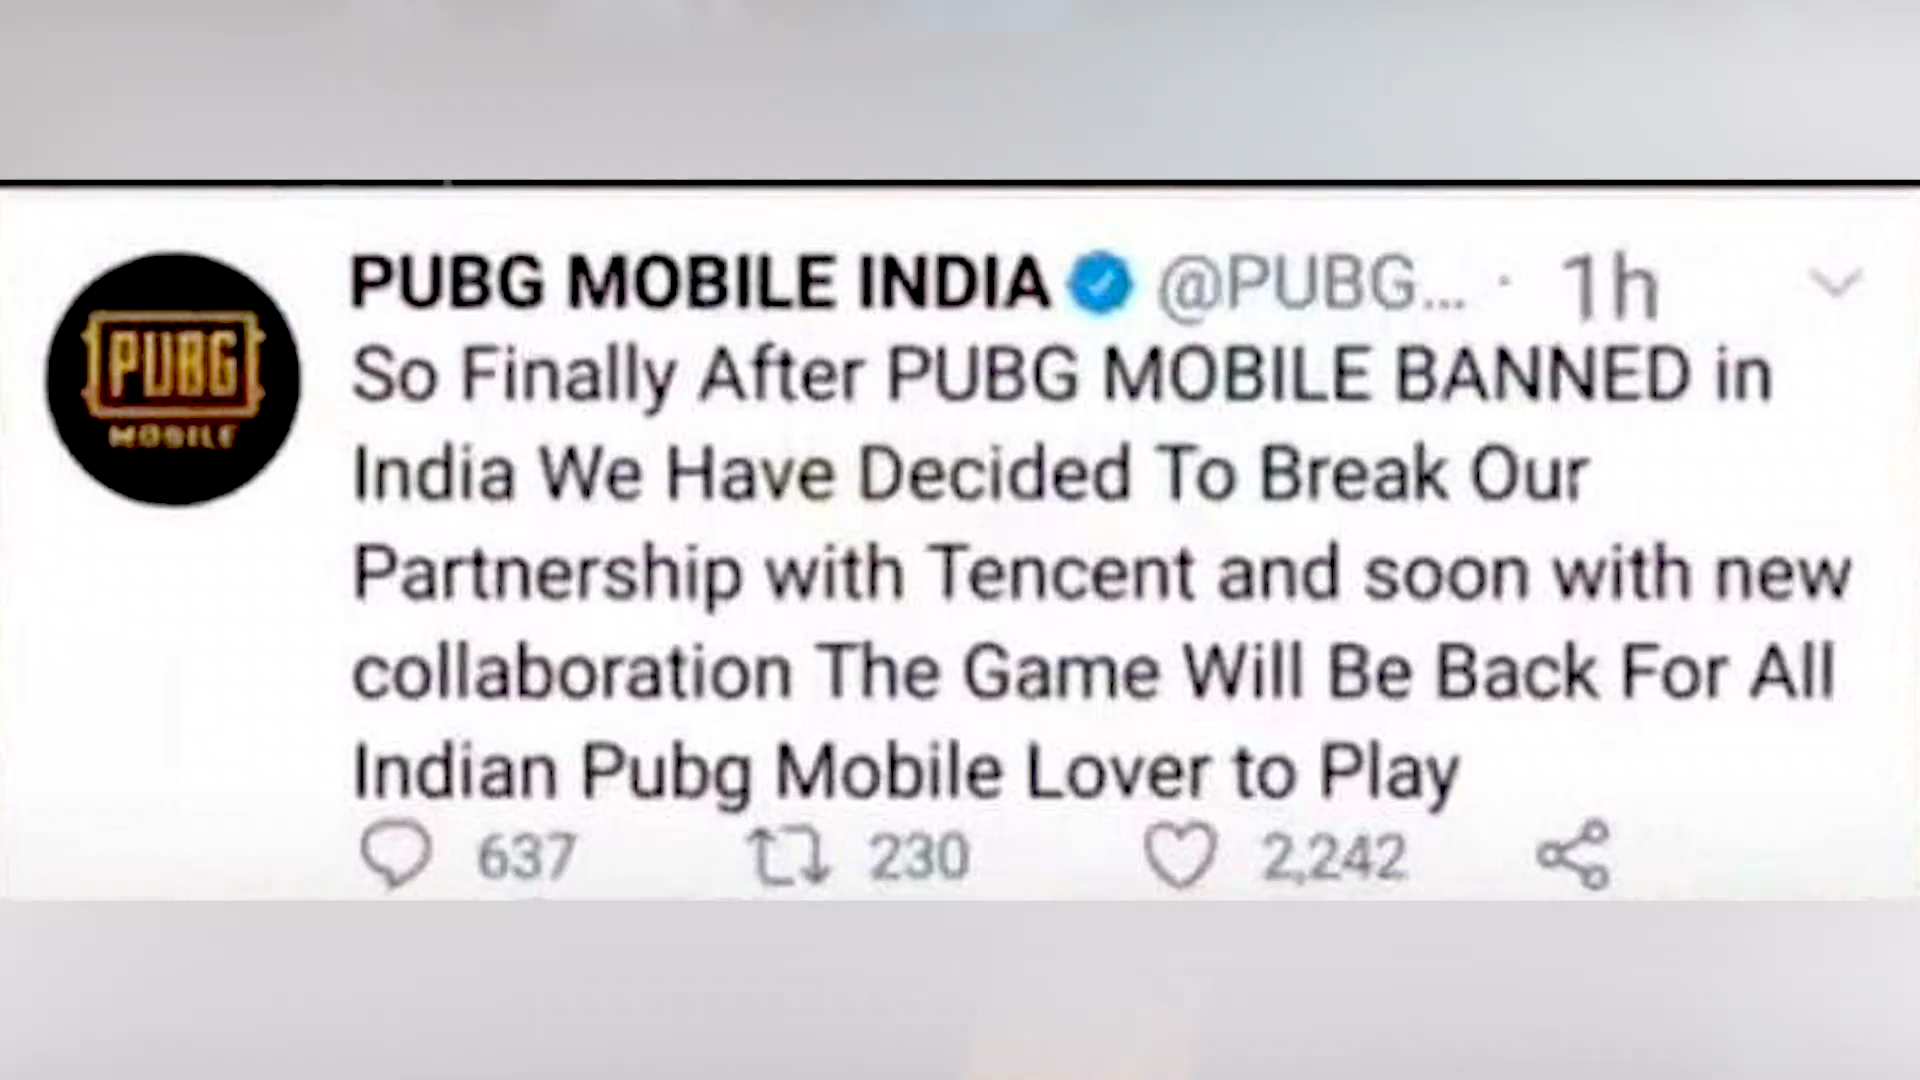 PUBG MOBILE
PUBG MOBILE INDIA @PUBG... · 1h
So Finally After PUBG MOBILE BANNED in
India We Have Decided To Break Our
Partnership with Tencent and soon with new
collaboration The Game Will Be Back For All
Indian Pubg Mobile Lover to Play
637 230 2,242